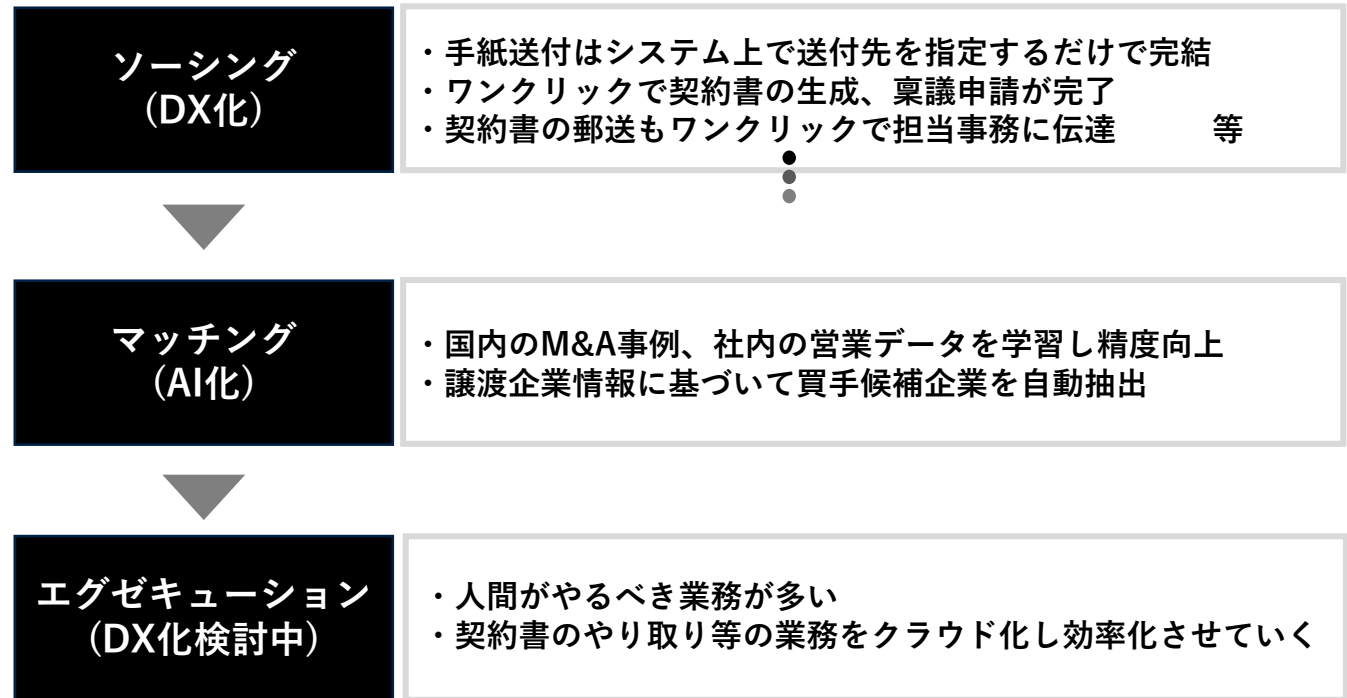 ソーシング
(DX化)
・手紙送付はシステム上で送付先を指定するだけで完結
・ワンクリックで契約書の生成、稟議申請が完了
・契約書の郵送もワンクリックで担当事務に伝達　　　等
マッチング
(AI化)
・国内のM&A事例、社内の営業データを学習し精度向上
・譲渡企業情報に基づいて買手候補企業を自動抽出
エグゼキューション
(DX化検討中)
・人間がやるべき業務が多い
・契約書のやり取り等の業務をクラウド化し効率化させていく